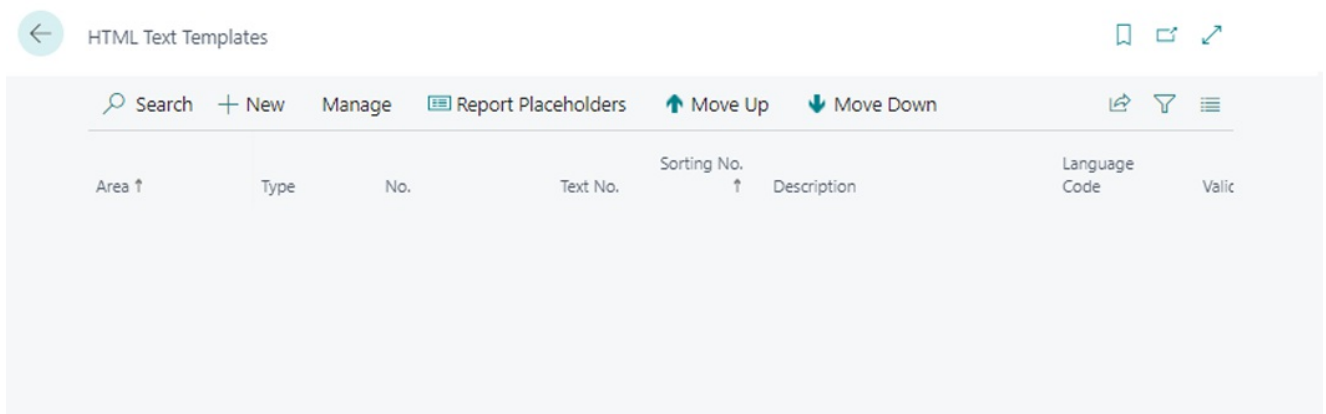 HTML Text Templates
Search New Manage Report Placeholders Move Up Move Down
Area Type No. Text No. Sorting No. Description Language Code Valic